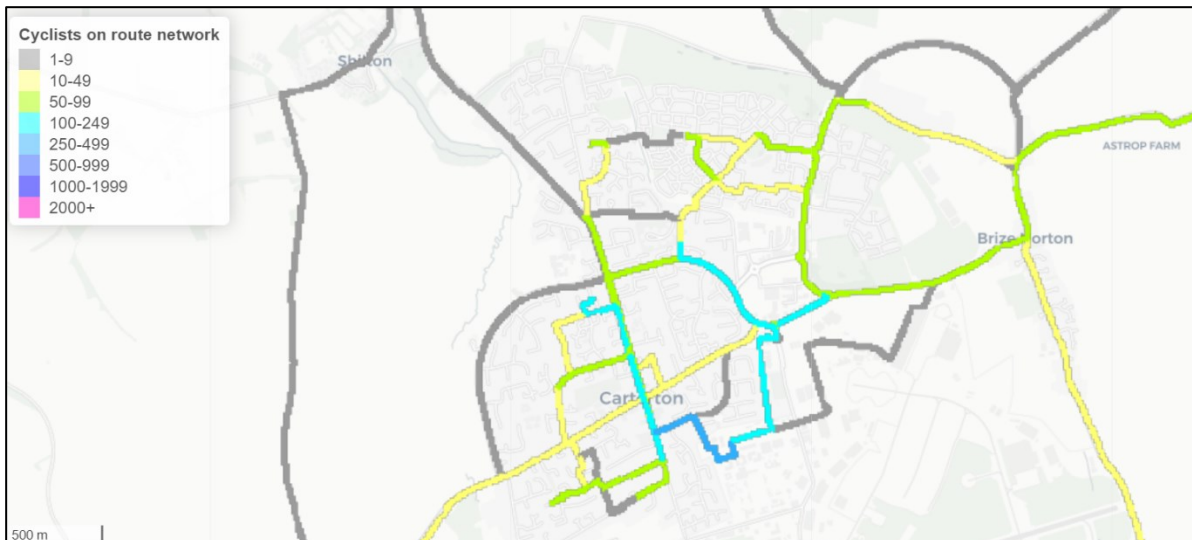 Cyclists on route network
1-9
10-49
50-99
100-249
250-499
500-999
1000-1999
2000+
Shilton
ASTROP FARM
Brize Norton
Carterton
500 m